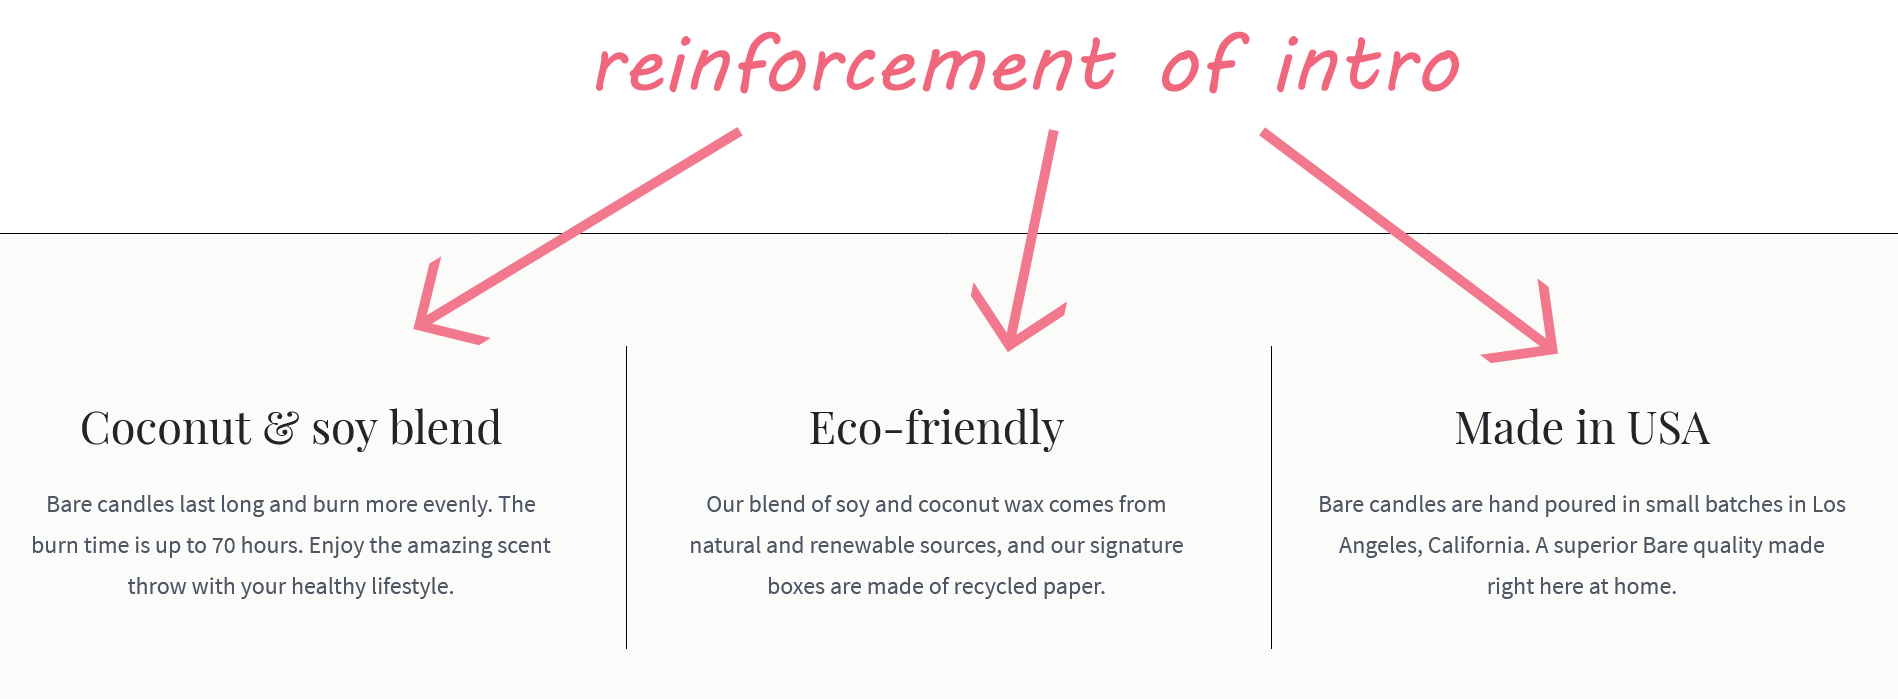 reinforcement of intro
Coconut & soy blend
Bare candles last long and burn more evenly. The
burn time is up to 70 hours. Enjoy the amazing scent
throw with your healthy lifestyle.
Eco-friendly
Our blend of soy and coconut wax comes from
natural and renewable sources, and our signature
boxes are made of recycled paper.
Made in USA
Bare candles are hand poured in small batches in Los
Angeles, California. A superior Bare quality made
right here at home.